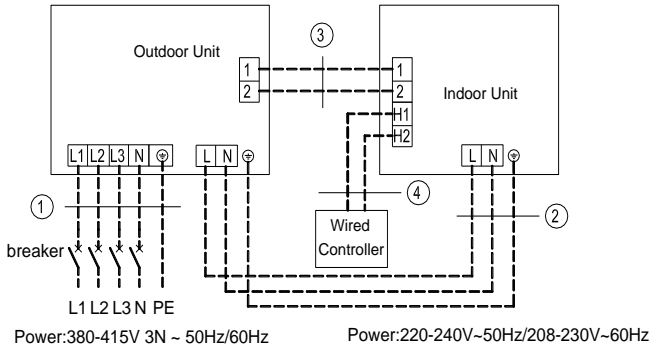 3
Outdoor Unit
1
2
1
2
H1
H2
Indoor Unit
L1 L2 L3 N ⏚
L N ⏚
L N ⏚
1
4
2
Wired
Controller
breaker
L1 L2 L3 N PE
Power:380-415V 3N ~ 50Hz/60Hz
Power:220-240V~50Hz/208-230V~60Hz